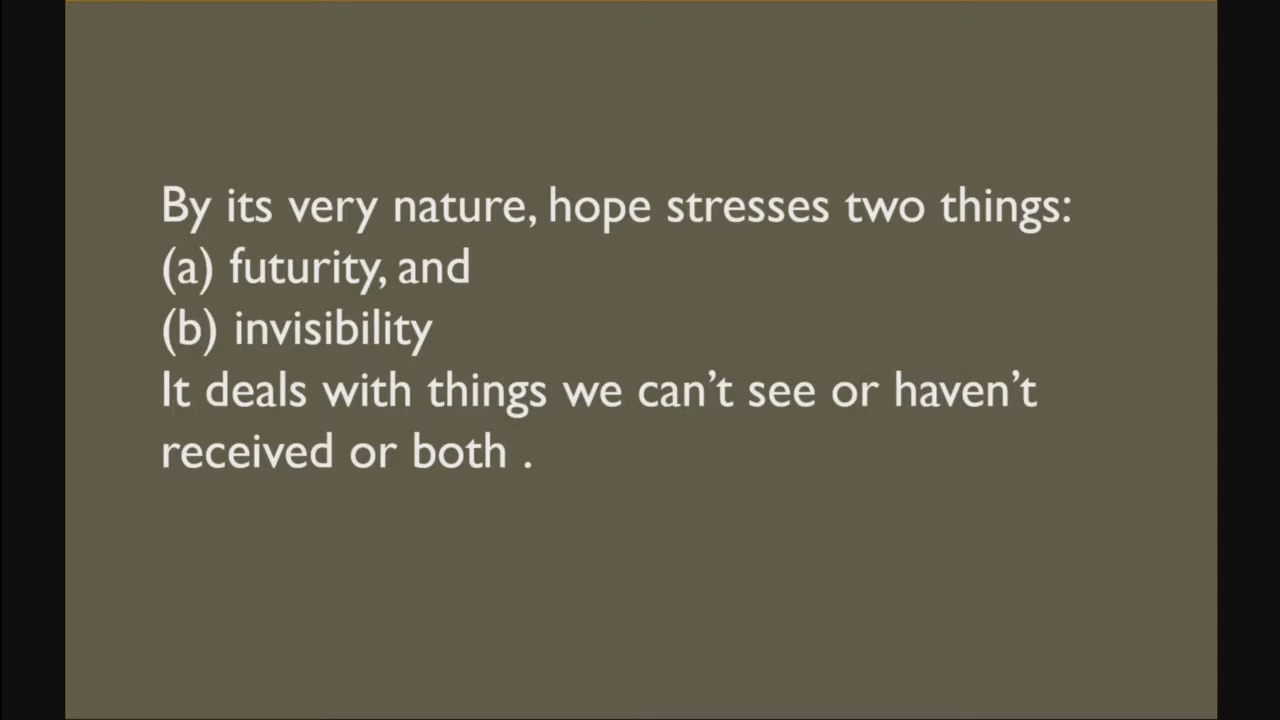 By its very nature, hope stresses two things:
(a) futurity, and
(b) invisibility
It deals with things we can’t see or haven’t
received or both .